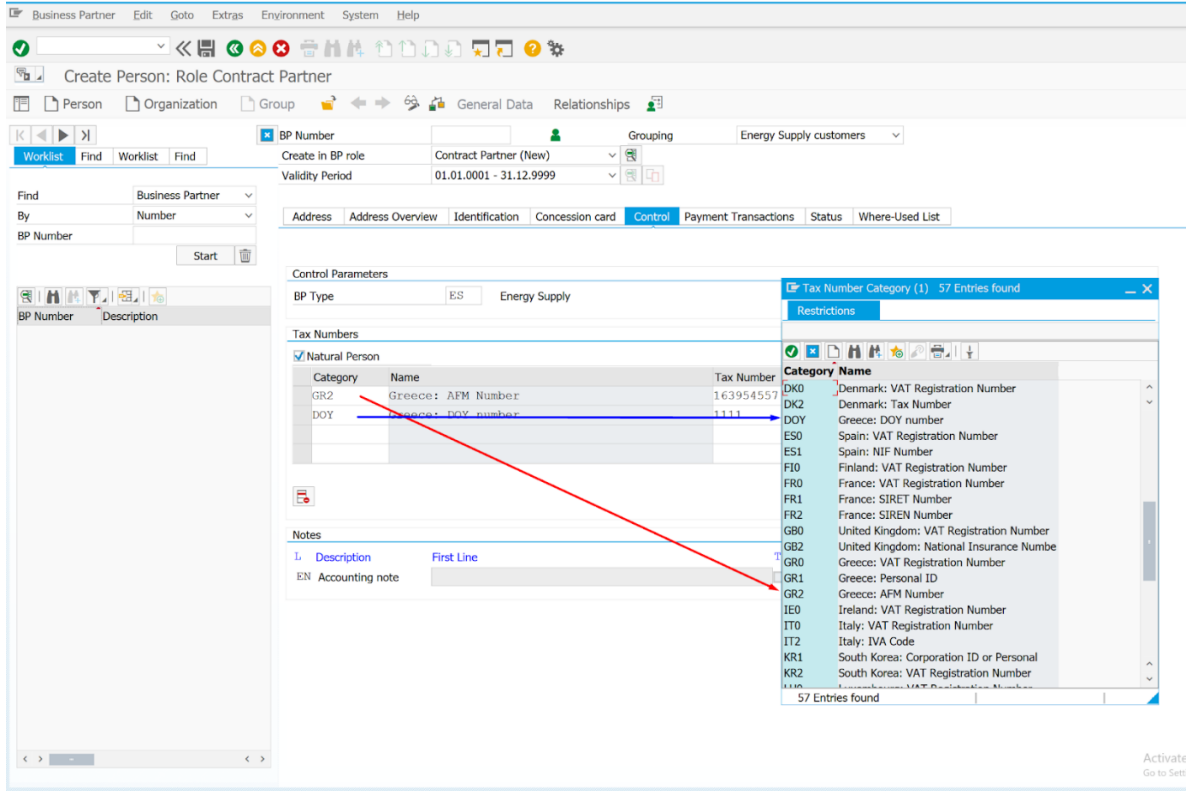 Business Partner Edit Goto Extras Environment System Help
Create Person: Role Contract Partner
Person Organization Group General Data Relationships
BP Number Grouping Energy Supply customers
Worklist Find Worklist Find
Create in BP role Contract Partner (New)
Validity Period 01.01.0001 - 31.12.9999
Find Business Partner
By Number
BP Number
Start
Address Address Overview Identification Concession card Control Payment Transactions Status Where-Used List
BP Number Description
Control Parameters
BP Type ES Energy Supply
Tax Numbers
Natural Person
Category Name Tax Number
GR2 Greece: AFM Number 163954557
DOY Greece: DOY number 1111
Notes
L Description First Line T
EN Accounting note
Tax Number Category (1) 57 Entries found
Restrictions
Category Name
DK0 Denmark: VAT Registration Number
DK2 Denmark: Tax Number
DOY Greece: DOY number
ES0 Spain: VAT Registration Number
ES1 Spain: NIF Number
FI0 Finland: VAT Registration Number
FR0 France: VAT Registration Number
FR1 France: SIRET Number
FR2 France: SIREN Number
GB0 United Kingdom: VAT Registration Number
GB2 United Kingdom: National Insurance Numbe
GR0 Greece: VAT Registration Number
GR1 Greece: Personal ID
GR2 Greece: AFM Number
IE0 Ireland: VAT Registration Number
IT0 Italy: VAT Registration Number
IT2 Italy: IVA Code
KR1 South Korea: Corporation ID or Personal
KR2 South Korea: VAT Registration Number
57 Entries found
Activate
Go to Sett